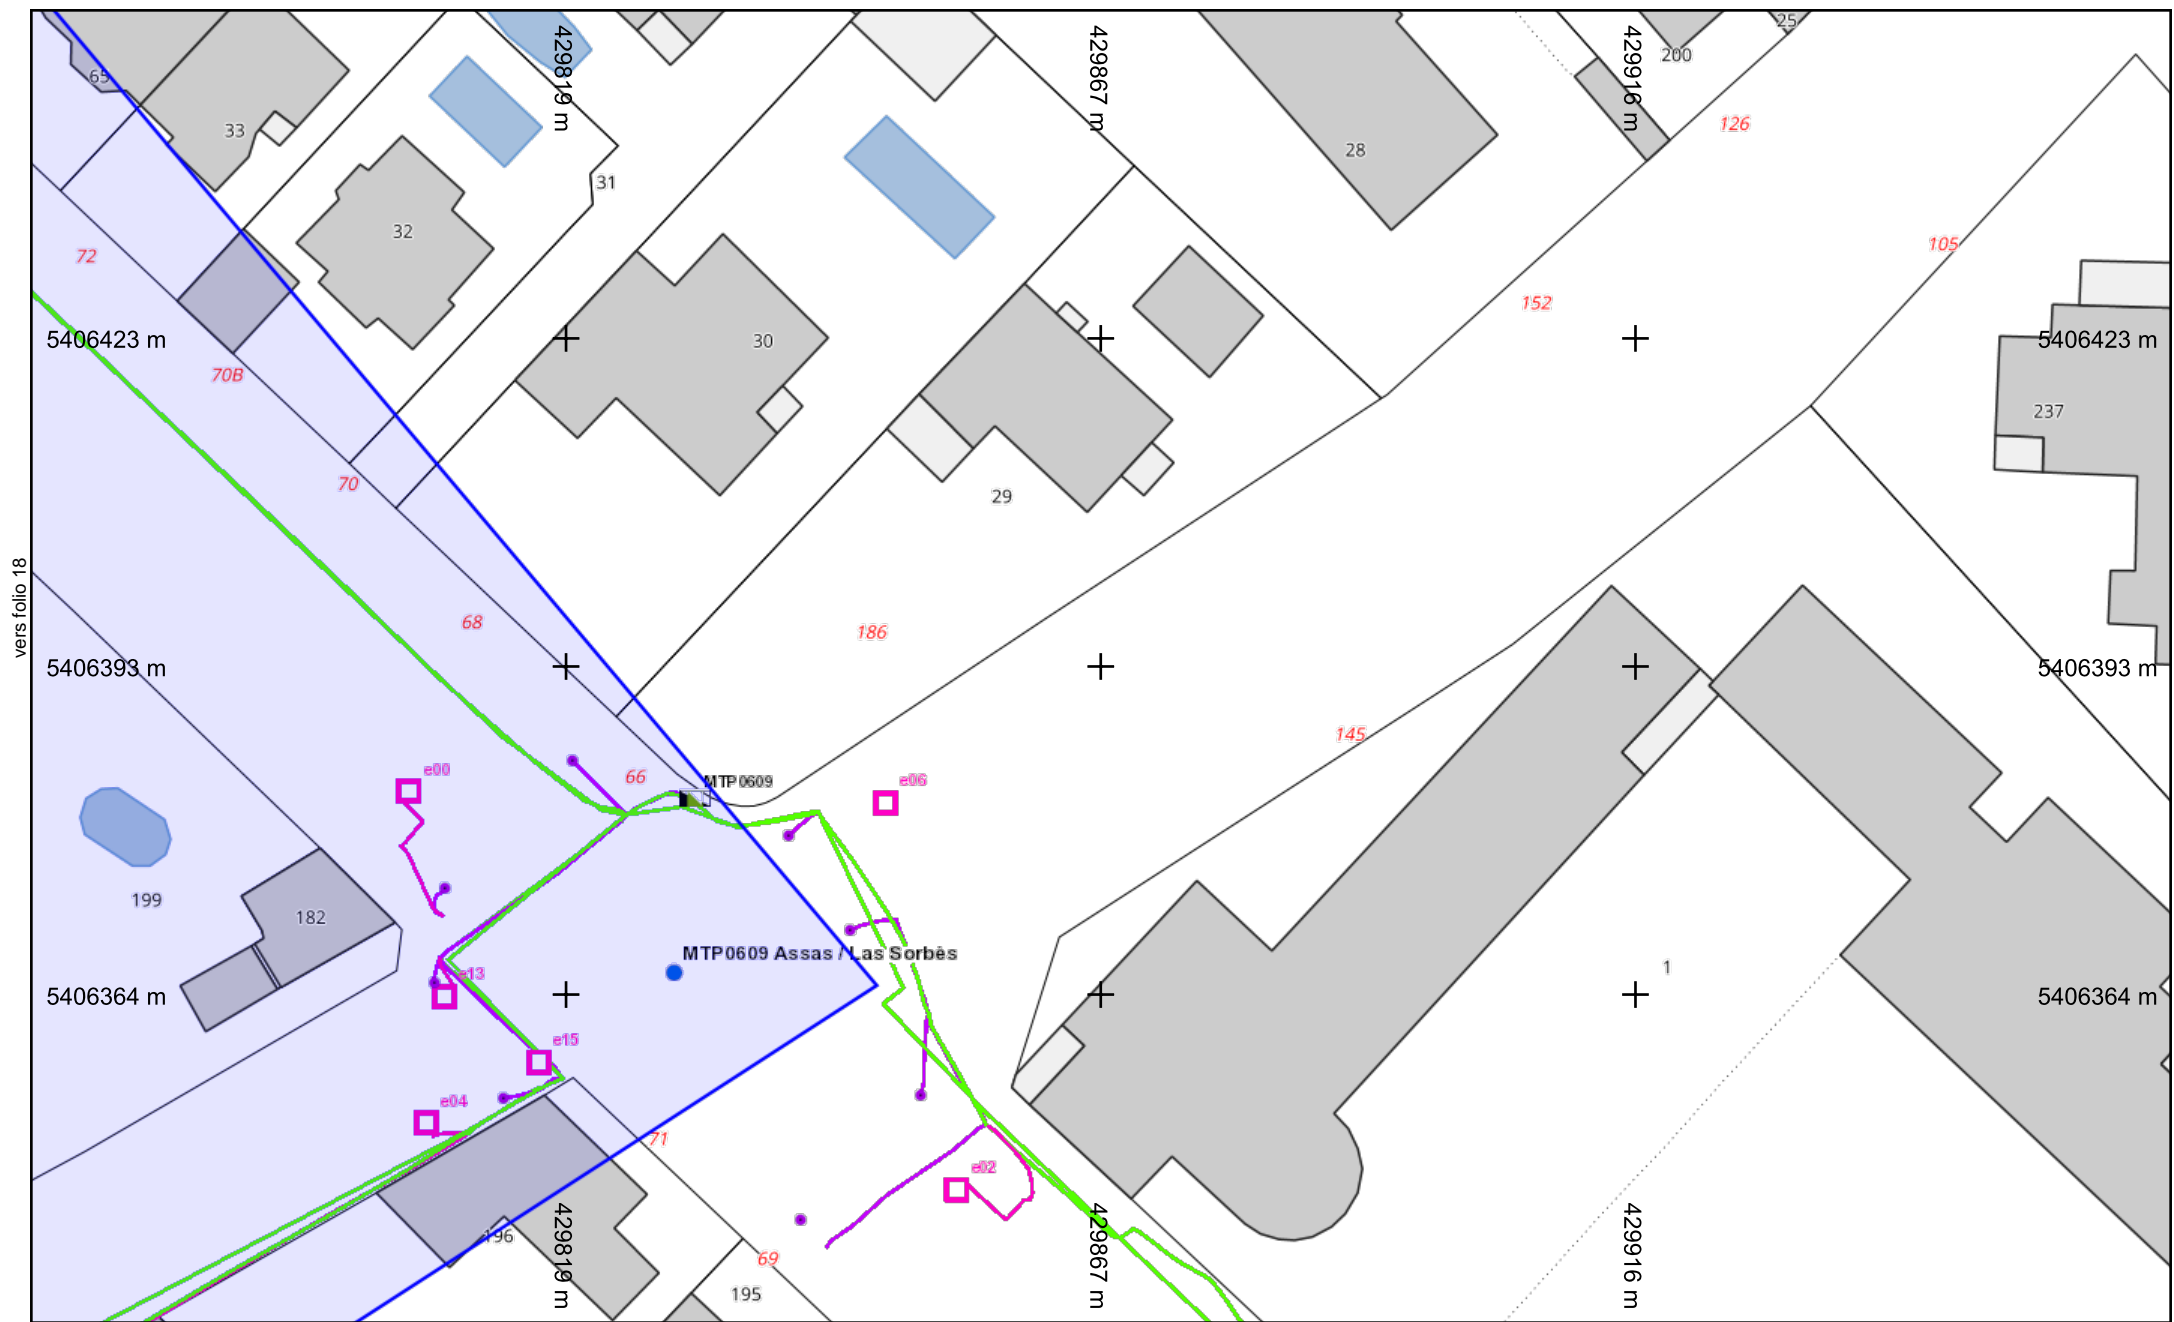 429819 m
429867 m
429916 m
25
200
65
33
126
28
31
32
72
105
152
5406423 m
30
5406423 m
70B
237
70
29
vers folio 18
68
186
5406393 m
5406393 m
145
e00
66
MTP0609
e06
199
182
MTP0609 Assas / Las Sorbès
1
e13
5406364 m
5406364 m
e15
e04
71
e02
196
69
195
429819 m
429867 m
429916 m